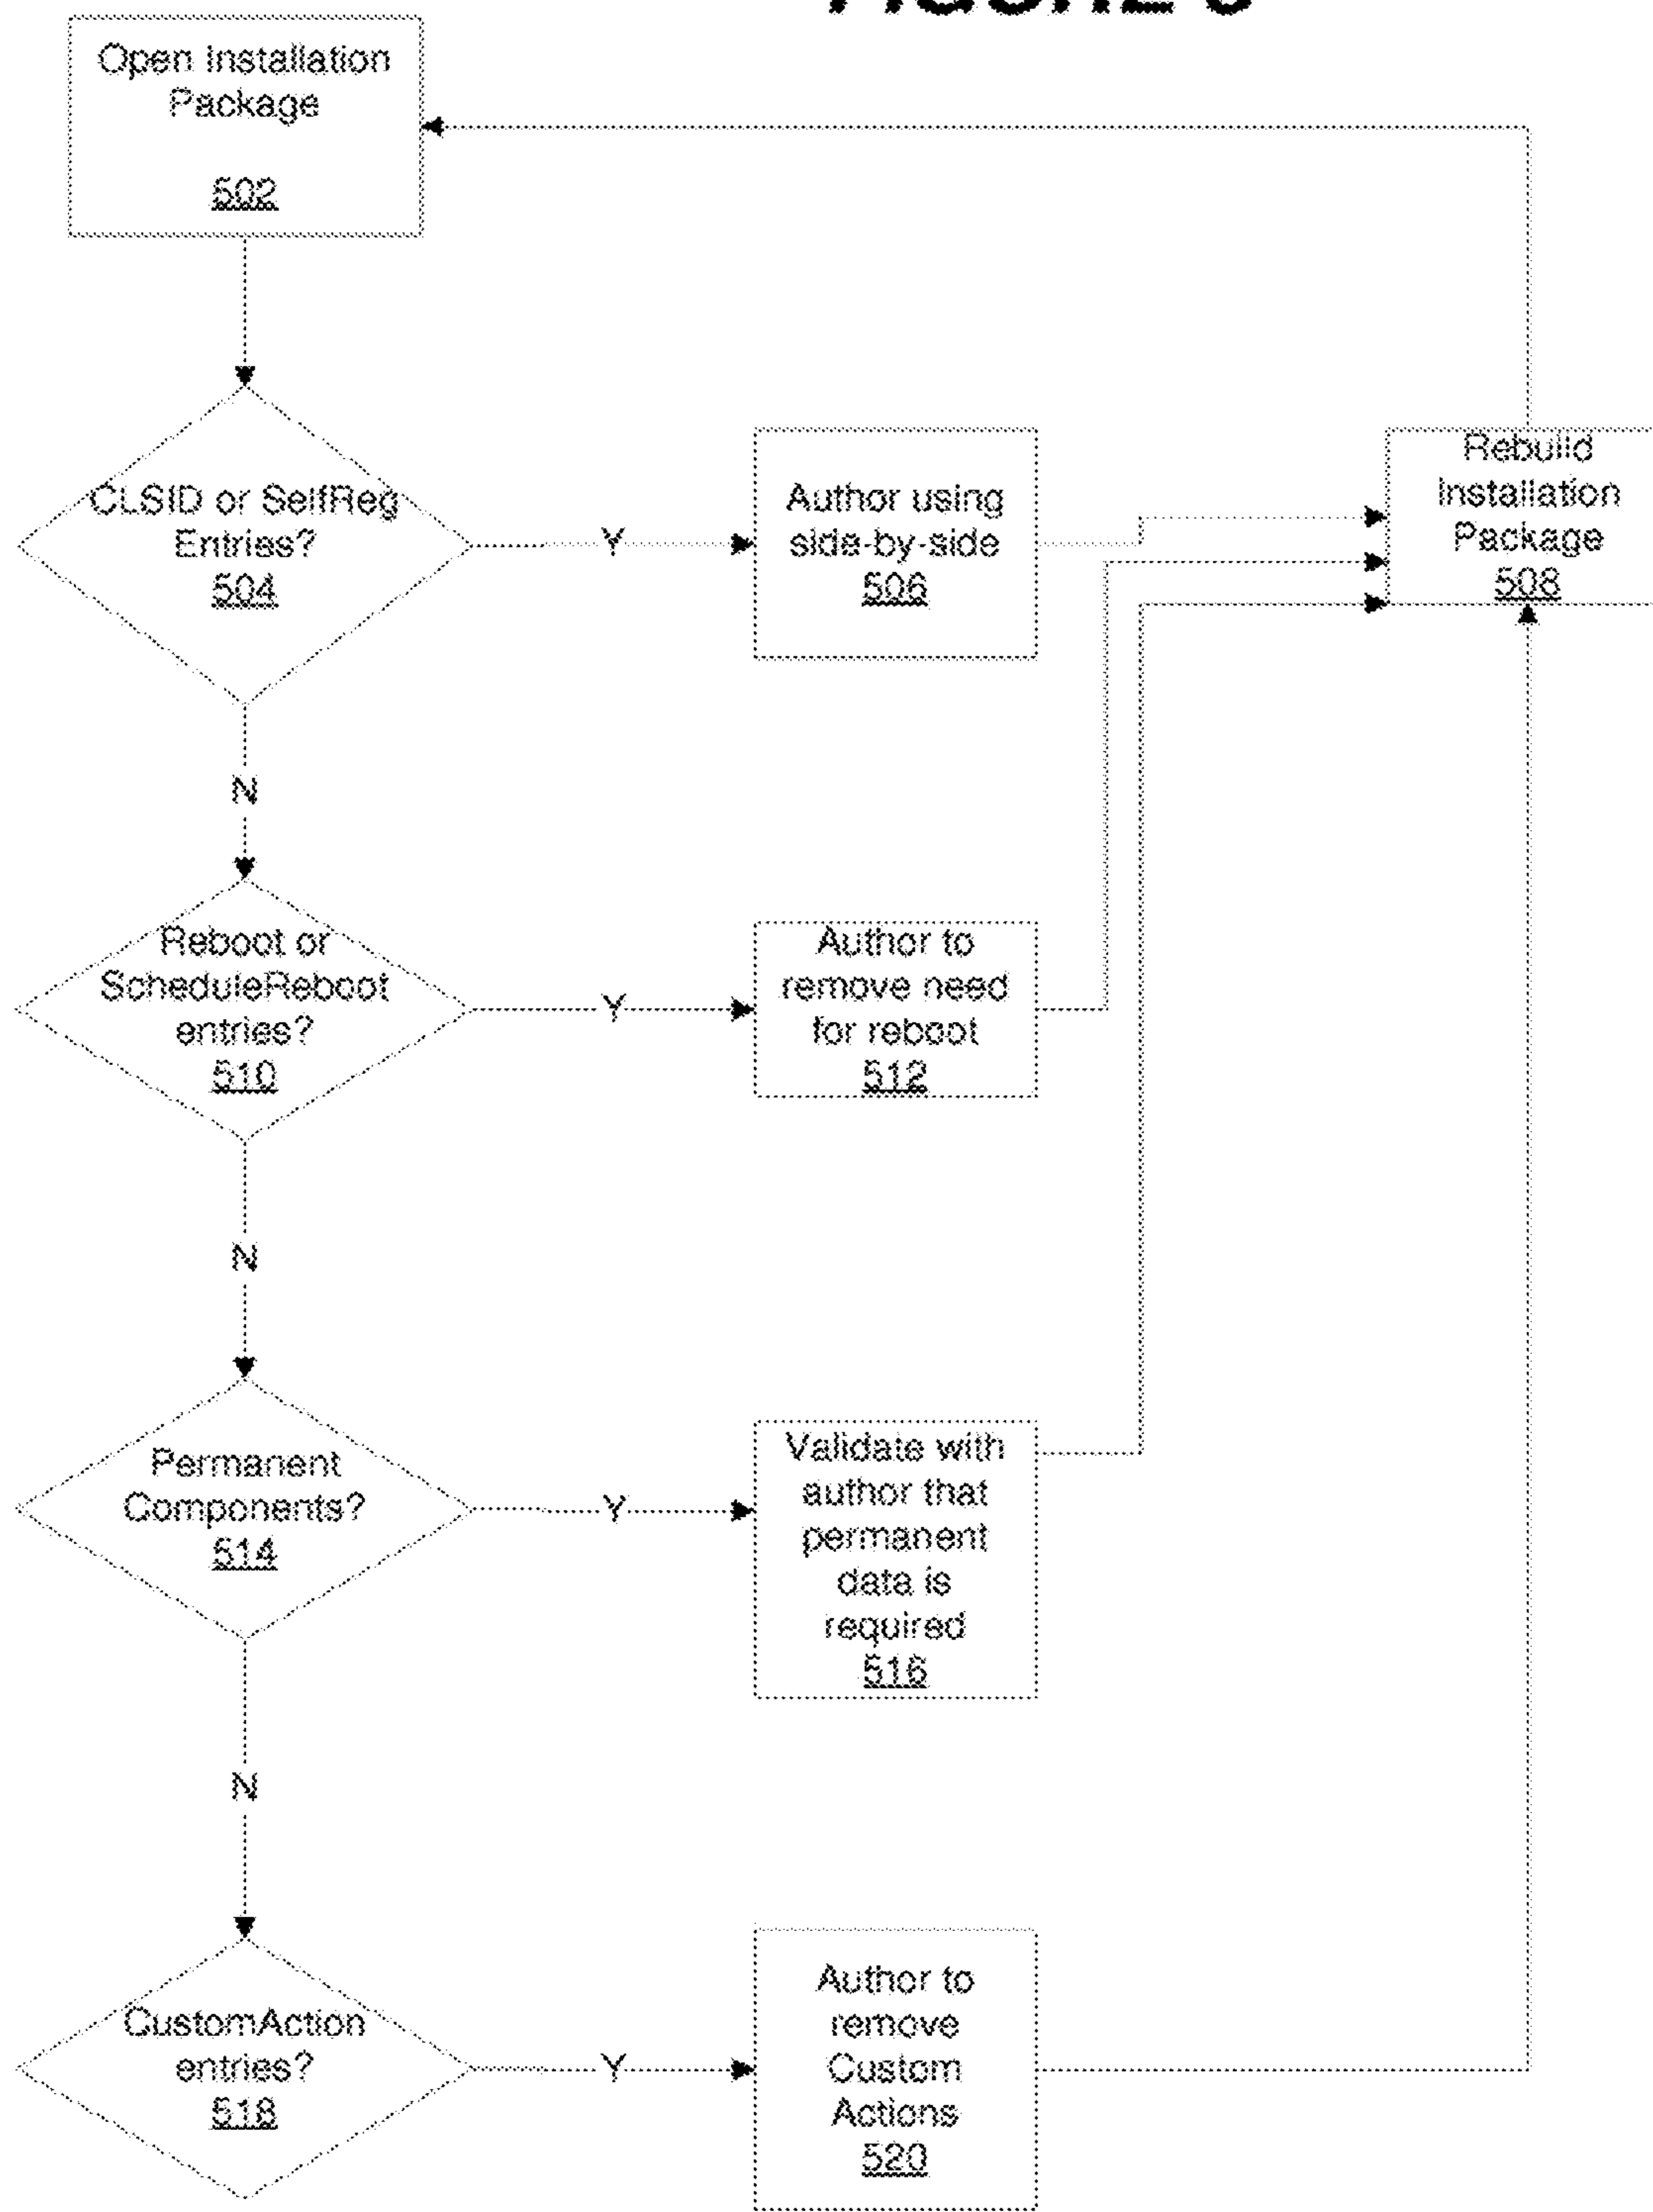 Open Installation
Package
502
CLSID or SelfReg
Entries?
504
Y
Author using
side-by-side
506
Rebuild
Installation
Package
508
N
Reboot or
ScheduleReboot
entries?
510
Y
Author to
remove need
for reboot
512
N
Permanent
Components?
514
Y
Validate with
author that
permanent
data is
required
516
N
CustomAction
entries?
518
Y
Author to
remove
Custom
Actions
520